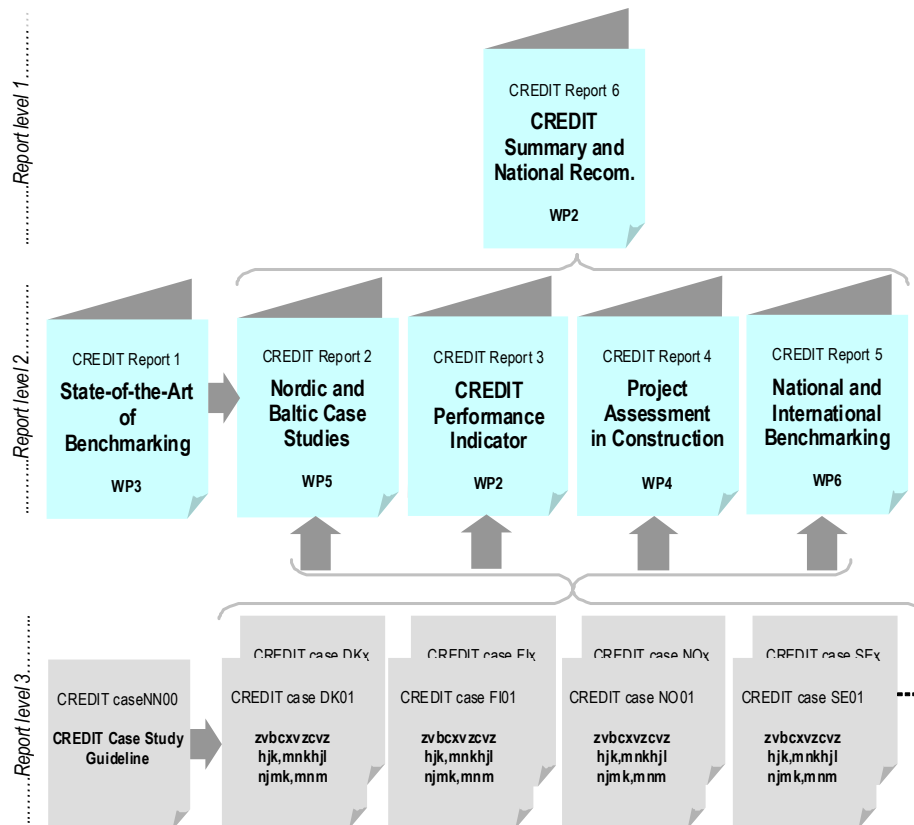 Report level 1
CREDIT Report 6
CREDIT
Summary and
National Recom.
WP2
Report level 2
CREDIT Report 1
State-of-the-Art
of
Benchmarking
WP3
CREDIT Report 2
Nordic and
Baltic Case
Studies
WP5
CREDIT Report 3
CREDIT
Performance
Indicator
WP2
CREDIT Report 4
Project
Assessment
in Construction
WP4
CREDIT Report 5
National and
International
Benchmarking
WP6
Report level 3
CREDIT caseNN00
CREDIT Case Study
Guideline
CREDIT case DKx
CREDIT case DK01
zvbcxvzcvz
hjk,mnkhjl
njmk,mnm
CREDIT case FIx
CREDIT case FI01
zvbcxvzcvz
hjk,mnkhjl
njmk,mnm
CREDIT case NOx
CREDIT case NO01
zvbcxvzcvz
hjk,mnkhjl
njmk,mnm
CREDIT case SEx
CREDIT case SE01
zvbcxvzcvz
hjk,mnkhjl
njmk,mnm